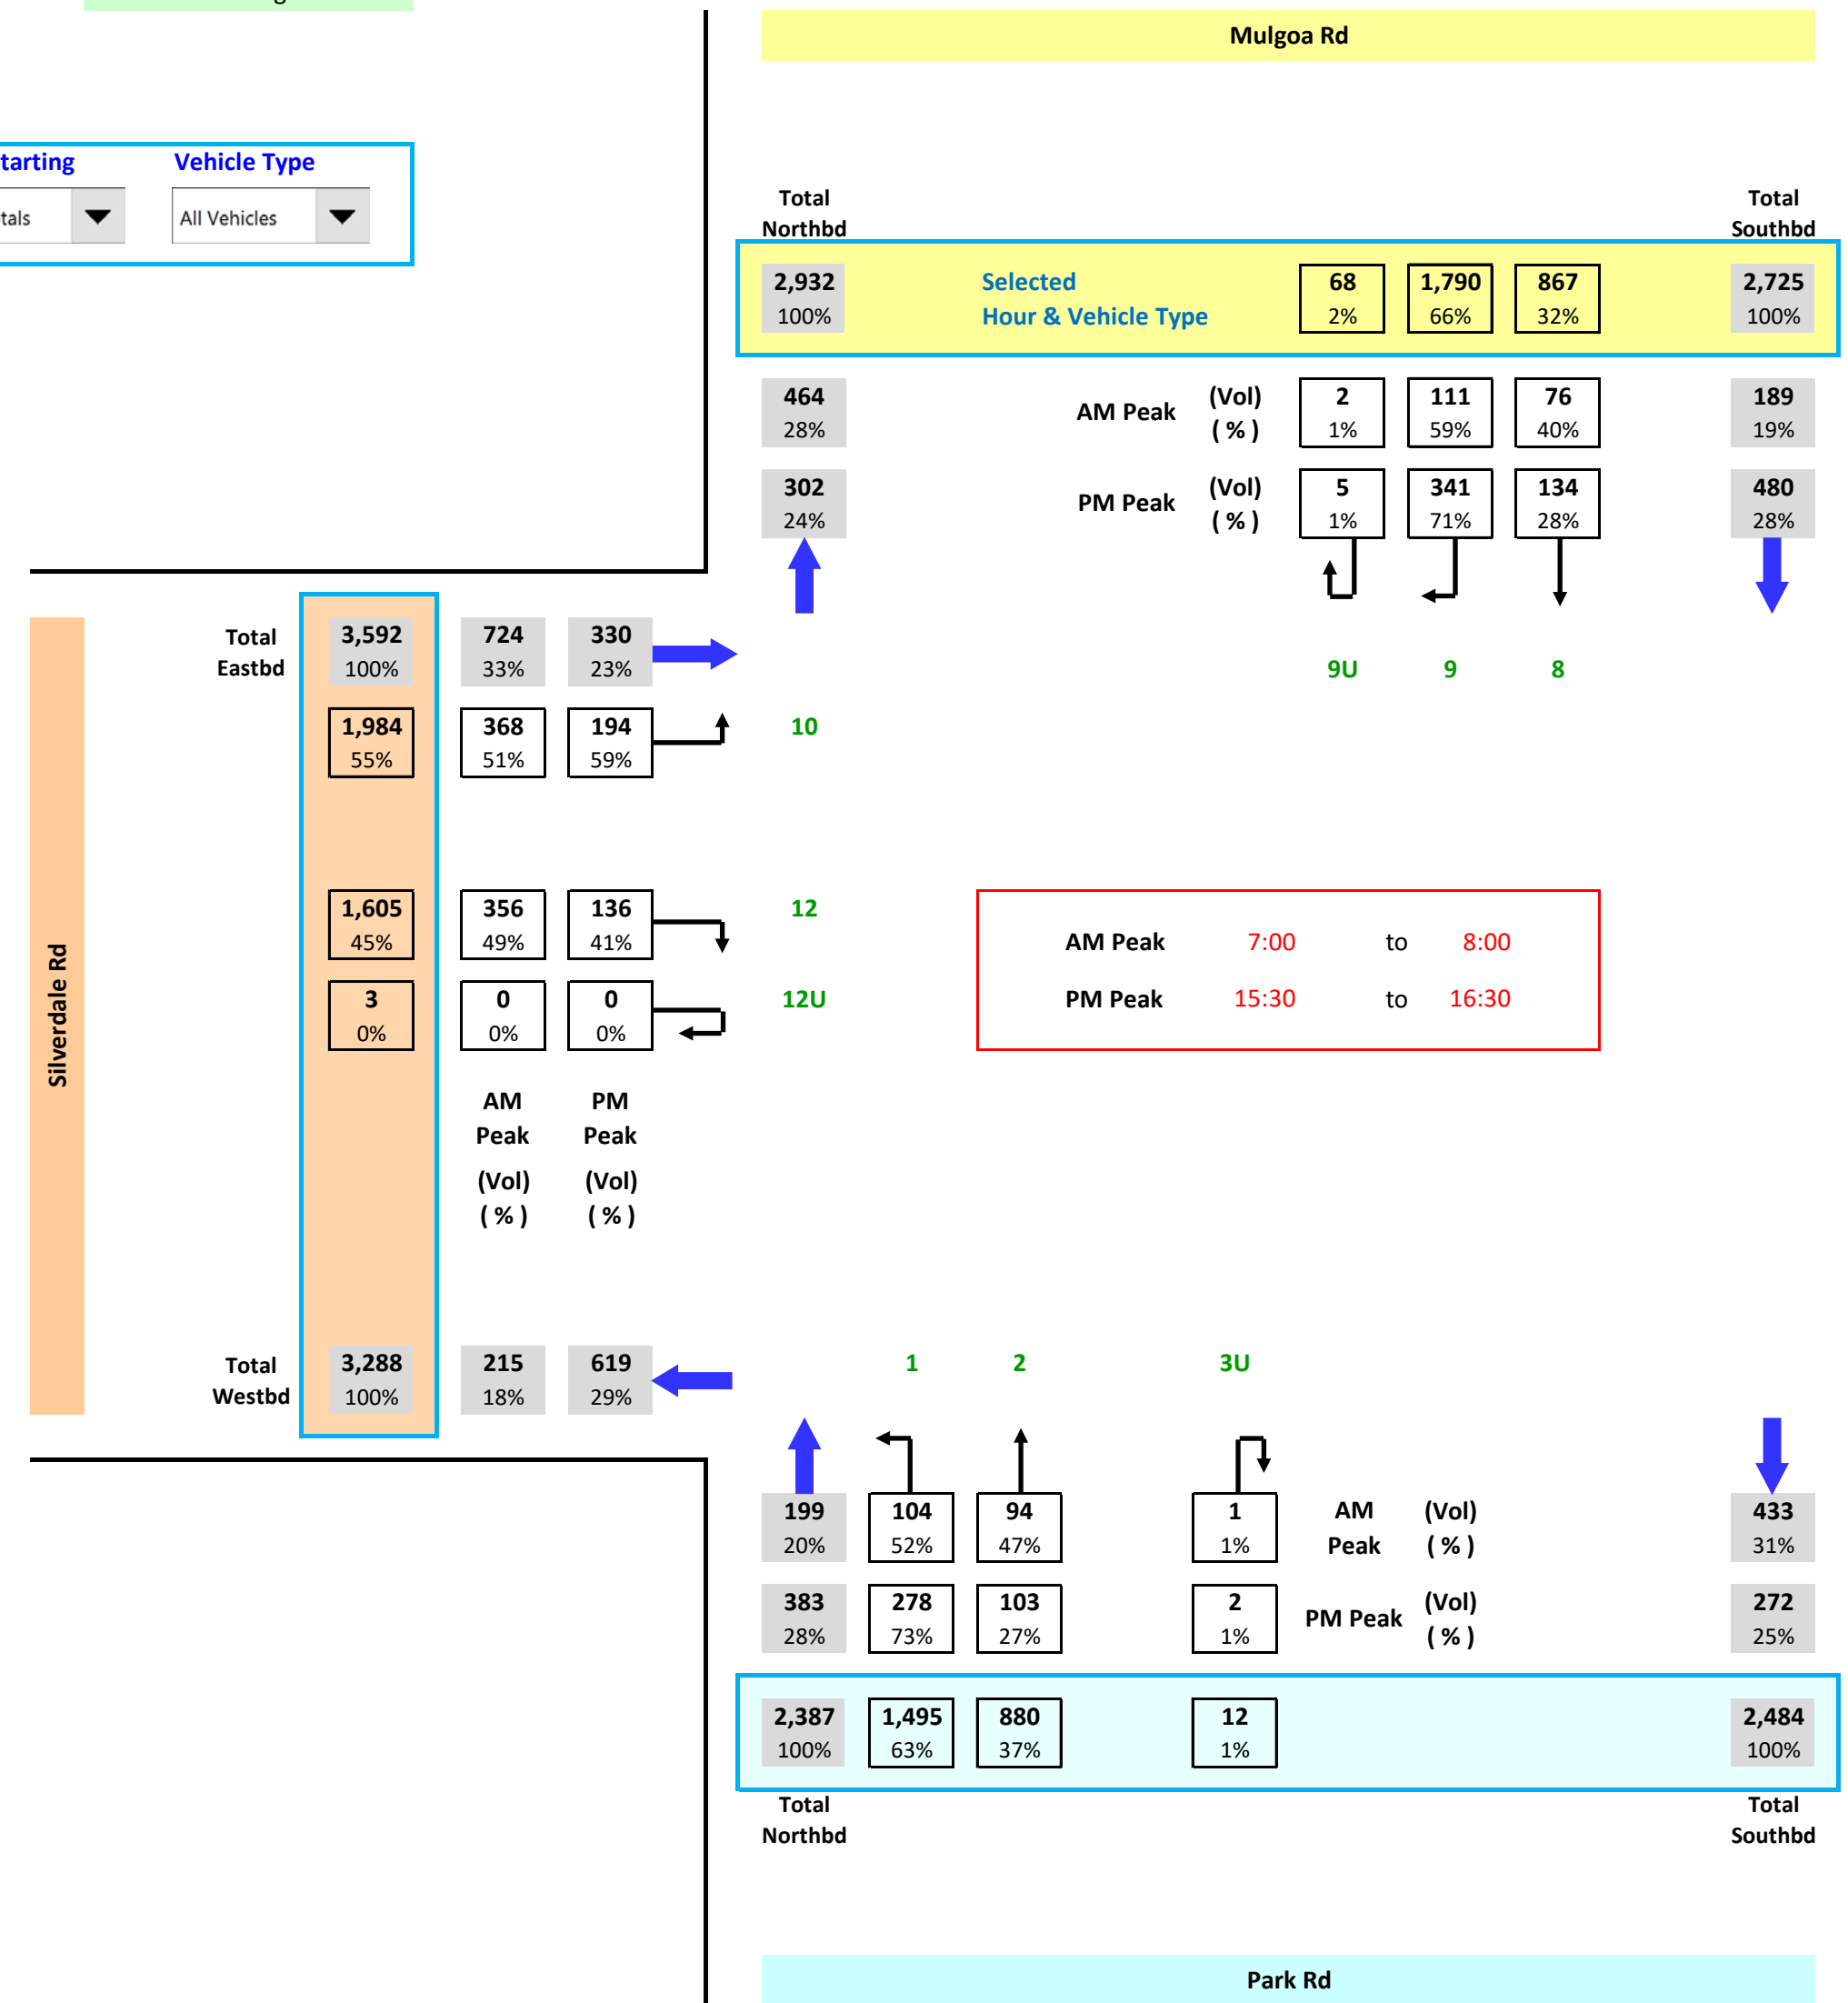 Mulgoa Rd
tarting Vehicle Type
tals All Vehicles
Total Northbd
Total Southbd
2,932 Selected 68 1,790 867 2,725
100% Hour & Vehicle Type 2% 66% 32% 100%
464 AM Peak (Vol) 2 111 76 189
28% ( % ) 1% 59% 40% 19%
302 PM Peak (Vol) 5 341 134 480
24% ( % ) 1% 71% 28% 28%
Total 3,592 724 330
Eastbd 100% 33% 23%
9U 9 8
1,984 368 194 10
55% 51% 59%
1,605 356 136 12
45% 49% 41%
AM Peak 7:00 to 8:00
PM Peak 15:30 to 16:30
3 0 0 12U
0% 0% 0%
Silverdale Rd
AM PM
Peak Peak
(Vol) (Vol)
( % ) ( % )
Total 3,288 215 619 1 2 3U
Westbd 100% 18% 29%
199 104 94 1 AM (Vol) 433
20% 52% 47% 1% Peak ( % ) 31%
383 278 103 2 PM Peak (Vol) 272
28% 73% 27% 1% ( % ) 25%
2,387 1,495 880 12 2,484
100% 63% 37% 1% 100%
Total Total
Northbd Southbd
Park Rd